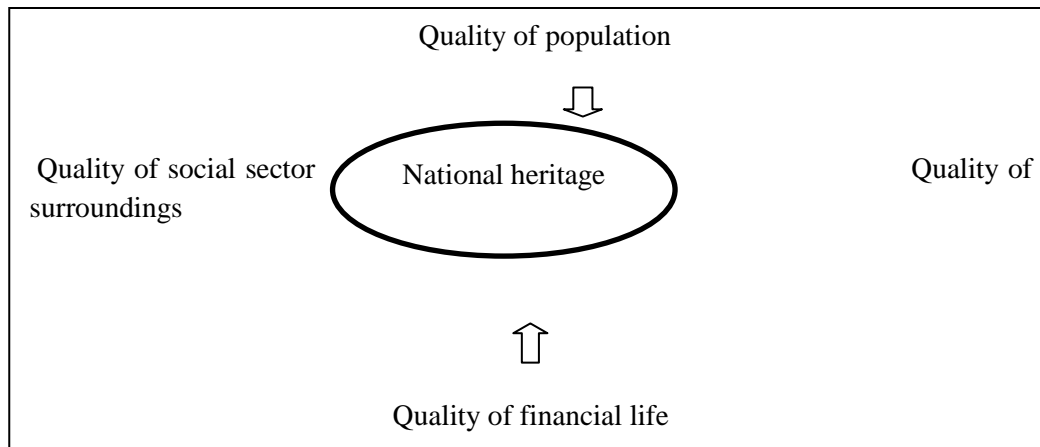 Quality of population
National heritage
Quality of social sector Quality of
surroundings
Quality of financial life